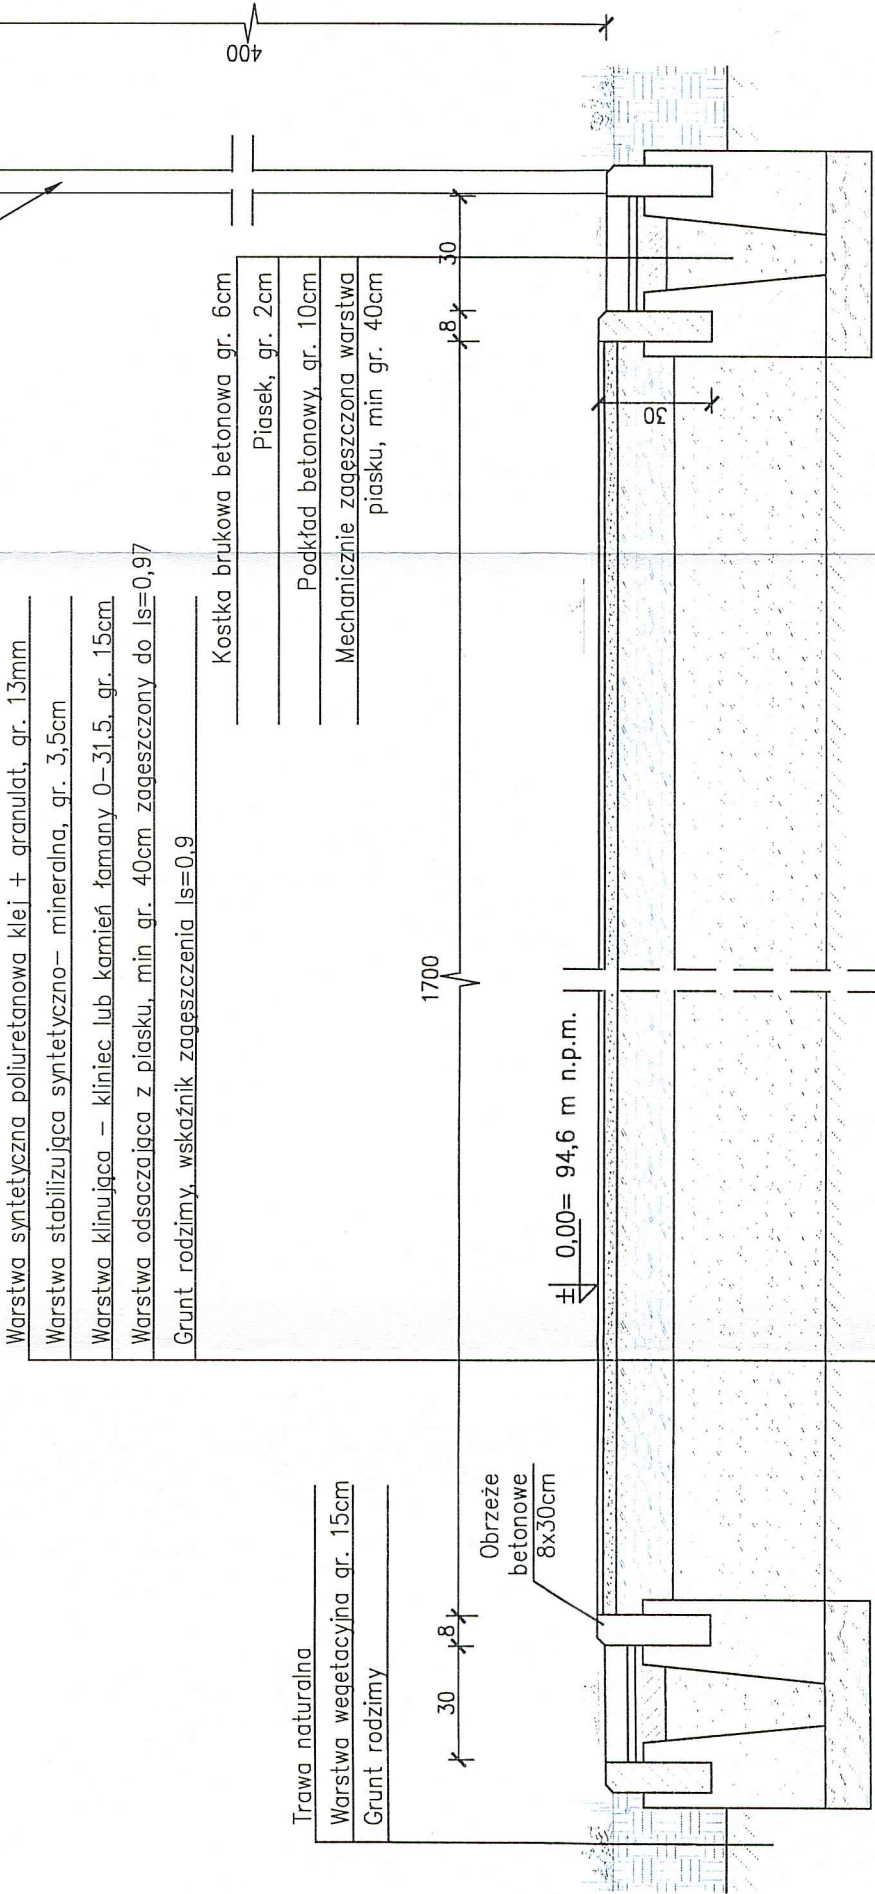 Warstwa syntetyczna poliuretanowa klej + granulat, gr. 13mm
Warstwa stabilizująca syntetyczno– mineralna, gr. 3,5cm
Warstwa klinująca – kliniec lub kamień łamany 0–31,5, gr. 15cm
Warstwa odsaczająca z piasku, min gr. 40cm zagęszczony do Is=0,97
Grunt rodzimy, wskaźnik zagęszczenia Is=0,9
Kostka brukowa betonowa gr. 6cm
Piasek, gr. 2cm
Podkład betonowy, gr. 10cm
Mechanicznie zagęszczona warstwa
piasku, min gr. 40cm
Trawa naturalna
Warstwa wegetacyjna gr. 15cm
Grunt rodzimy
30
8
1700
8
30
400
Obrzeże
betonowe
8x30cm
± 0,00= 94,6 m n.p.m.
30